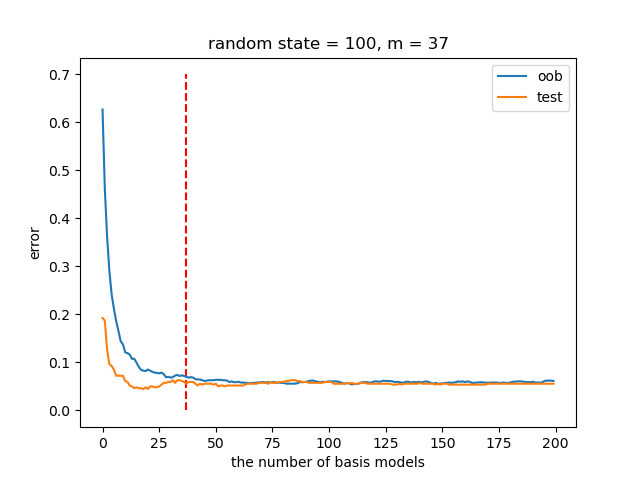 random state = 100, m = 37
0.7
0.6
0.5
0.4
0.3
0.2
0.1
0.0
error
oob
test
0 25 50 75 100 125 150 175 200
the number of basis models